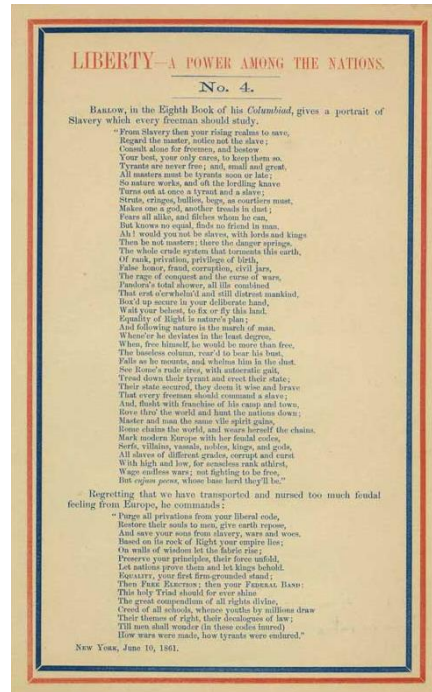 LIBERTY—A POWER AMONG THE NATIONS.
No. 4.
BARLOW, in the Eighth Book of his Columbiad, gives a portrait of
Slavery which every freeman should study.
"From Slavery then your rising realms to save,
Regard the master, notice not the slave;
Consult alone for freemen, and bestow
Your best, your only cares, to keep them so.
Tyrants are never free; and, small and great,
All masters must be tyrants soon or late;
So nature works, and oft the lordling knave
Turns out at once a tyrant and a slave;
Struts, cringes, bullies, begs, as courtiers must,
Makes one a god, another treads in dust;
Fears all alike, and filches whom he can,
But knows no equal, finds no friend in man.
Ah! would you not be slaves, with lords and kings
Then be not masters; there the danger springs.
The whole crude system that torments this earth,
Of rank, privation, privilege of birth,
False honor, fraud, corruption, civil jars,
The rage of conquest and the curse of wars,
Pandora's total shower, all ills combined
That erst o'erwhelm'd and still distrest mankind,
Box'd up secure in your deliberate hand,
Wait your behest, to fix or fly this land.
Equality of Right is nature's plan;
And following nature is the march of man.
Whene'er he deviates in the least degree,
When, free himself, he would be more than free,
The baseless column, rear'd to bear his bust,
Falls as he mounts, and whelms him in the dust.
See Rome's rude sires, with autocratic gait,
Tread down their tyrant and erect their state;
Their state secured, they deem it wise and brave
That every freeman should command a slave;
And, flusht with franchise of his camp and town,
Rove thro' the world and hunt the nations down;
Master and man the same vile spirit gains,
Rome chains the world, and wears herself the chains.
Mark modern Europe with her feudal codes,
Serfs, villains, vassals, nobles, kings, and gods,
All slaves of different grades, corrupt and curst
With high and low, for senseless rank athirst,
Wage endless wars; not fighting to be free,
But cujum pecus, whose base herd they'll be."
Regretting that we have transported and nursed too much feudal
feeling from Europe, he commands:
"Purge all privations from your liberal code,
Restore their souls to men, give earth repose,
And save your sons from slavery, wars and woes.
Based on its rock of Right your empire lies;
On walls of wisdom let the fabric rise;
Preserve your principles, their force unfold,
Let nations prove them and let kings behold.
EQUALITY, your first firm-grounded stand;
Then FREE ELECTION; then your FEDERAL BAND:
This holy Triad should for ever shine
The great compendium of all rights divine,
Creed of all schools, whence youths by millions draw
Their themes of right, their decalogues of law;
Till men shall wonder (in these codes inured)
How wars were made, how tyrants were endured."
NEW YORK, June 10, 1861.